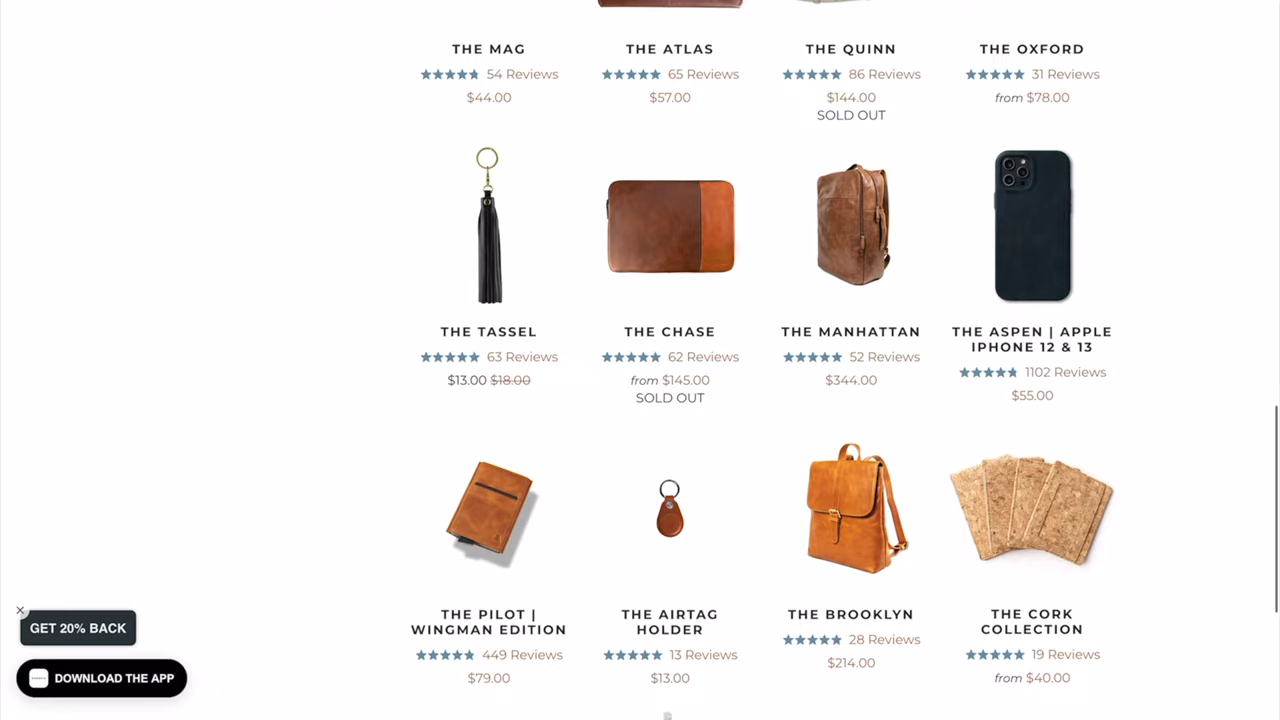 THE MAG
54 Reviews
$44.00
THE ATLAS
65 Reviews
$57.00
THE QUINN
86 Reviews
$144.00
SOLD OUT
THE OXFORD
31 Reviews
from $78.00
THE TASSEL
63 Reviews
$13.00 $18.00
THE CHASE
62 Reviews
from $145.00
SOLD OUT
THE MANHATTAN
52 Reviews
$344.00
THE ASPEN | APPLE
IPHONE 12 & 13
1102 Reviews
$55.00
THE PILOT |
WINGMAN EDITION
449 Reviews
$79.00
THE AIRTAG
HOLDER
13 Reviews
$13.00
THE BROOKLYN
28 Reviews
$214.00
THE CORK
COLLECTION
19 Reviews
from $40.00
GET 20% BACK
DOWNLOAD THE APP